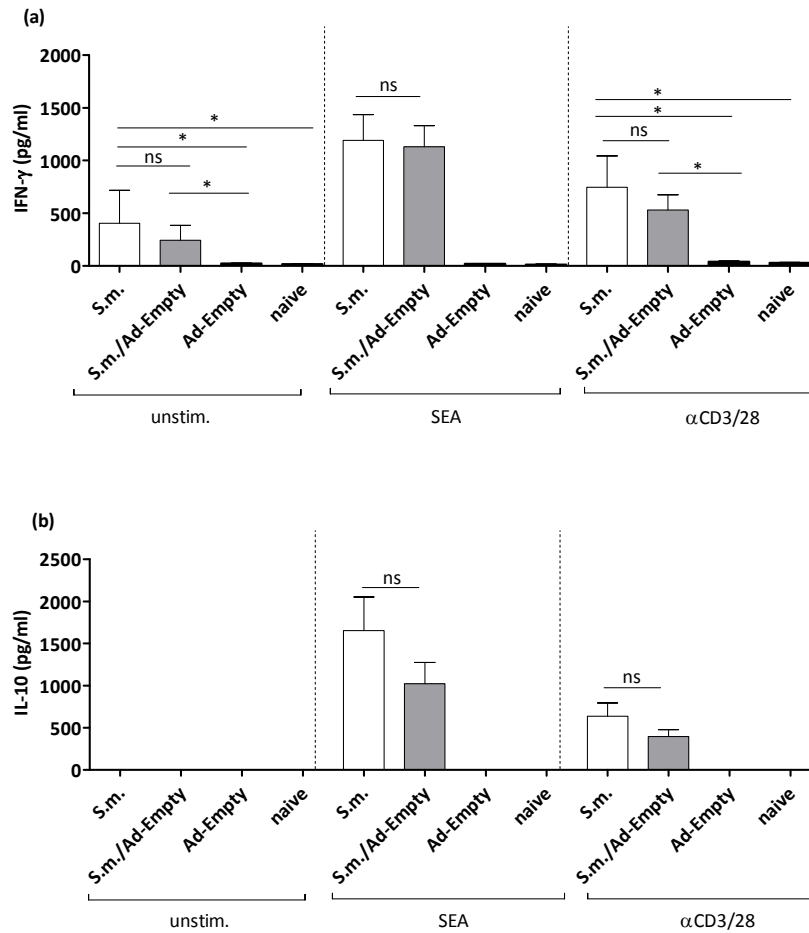 (a)
IFN-γ (pg/ml)
2000
1500
1000
500
0
ns
*
*
*
ns
*
*
ns
*
S.m.
S.m./Ad-Empty
Ad-Empty
naive
S.m.
S.m./Ad-Empty
Ad-Empty
naive
S.m.
S.m./Ad-Empty
Ad-Empty
naive
unstim.
SEA
αCD3/28
(b)
IL-10 (pg/ml)
2500
2000
1500
1000
500
0
ns
ns
S.m.
S.m./Ad-Empty
Ad-Empty
naive
S.m.
S.m./Ad-Empty
Ad-Empty
naive
S.m.
S.m./Ad-Empty
Ad-Empty
naive
unstim.
SEA
αCD3/28